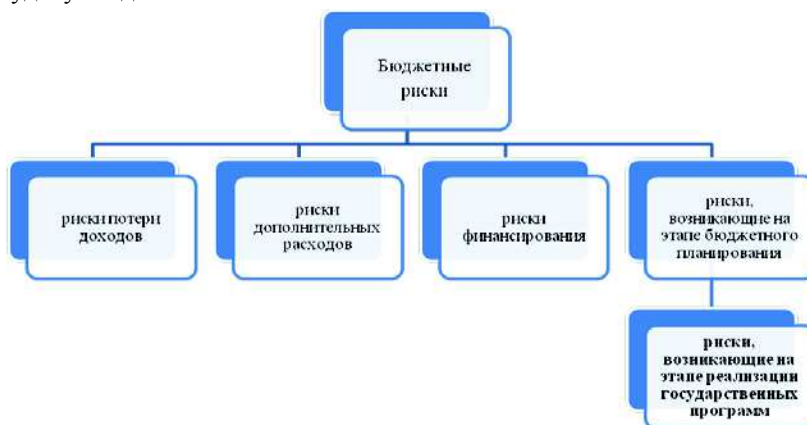 Бюджетные
риски
риски потери
доходов
риски
дополнительных
расходов
риски
финансирования
риски,
возникающие на
этапе бюджетного
планирования
риски,
возникающие на
этапе реализации
государственных
программ